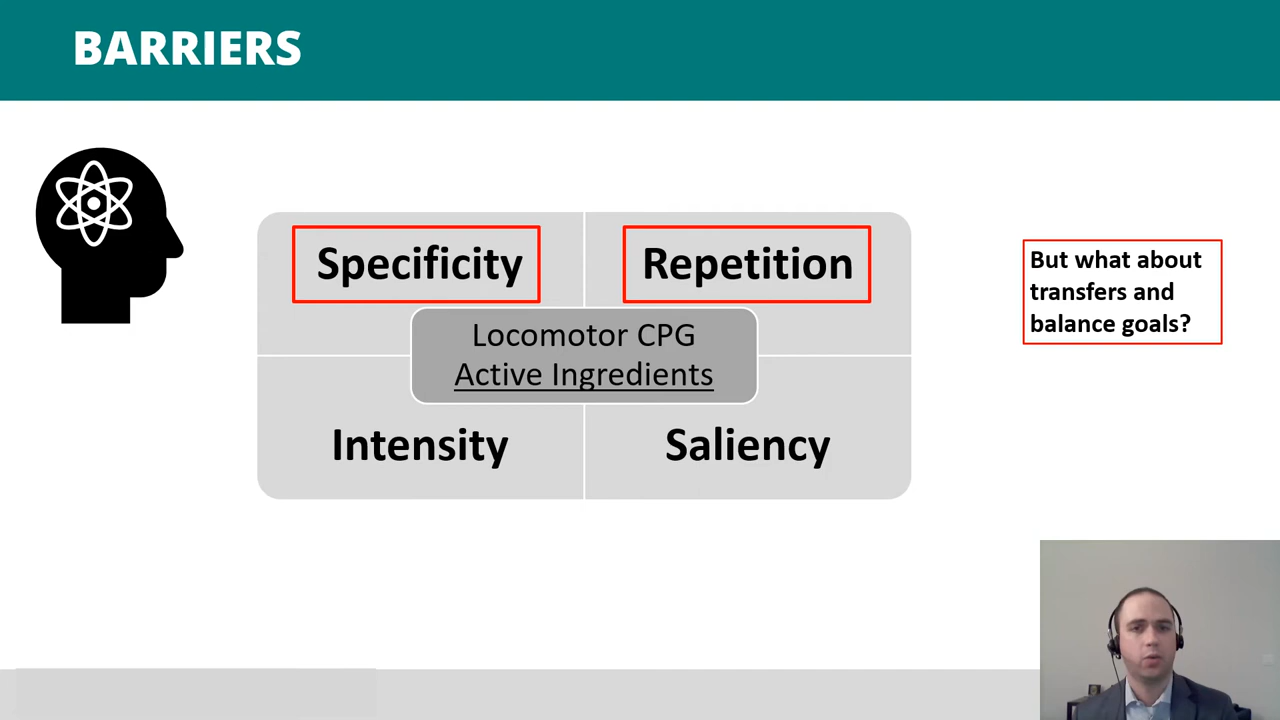 BARRIERS
Specificity
Repetition
Locomotor CPG
Active Ingredients
Intensity
Saliency
But what about
transfers and
balance goals?